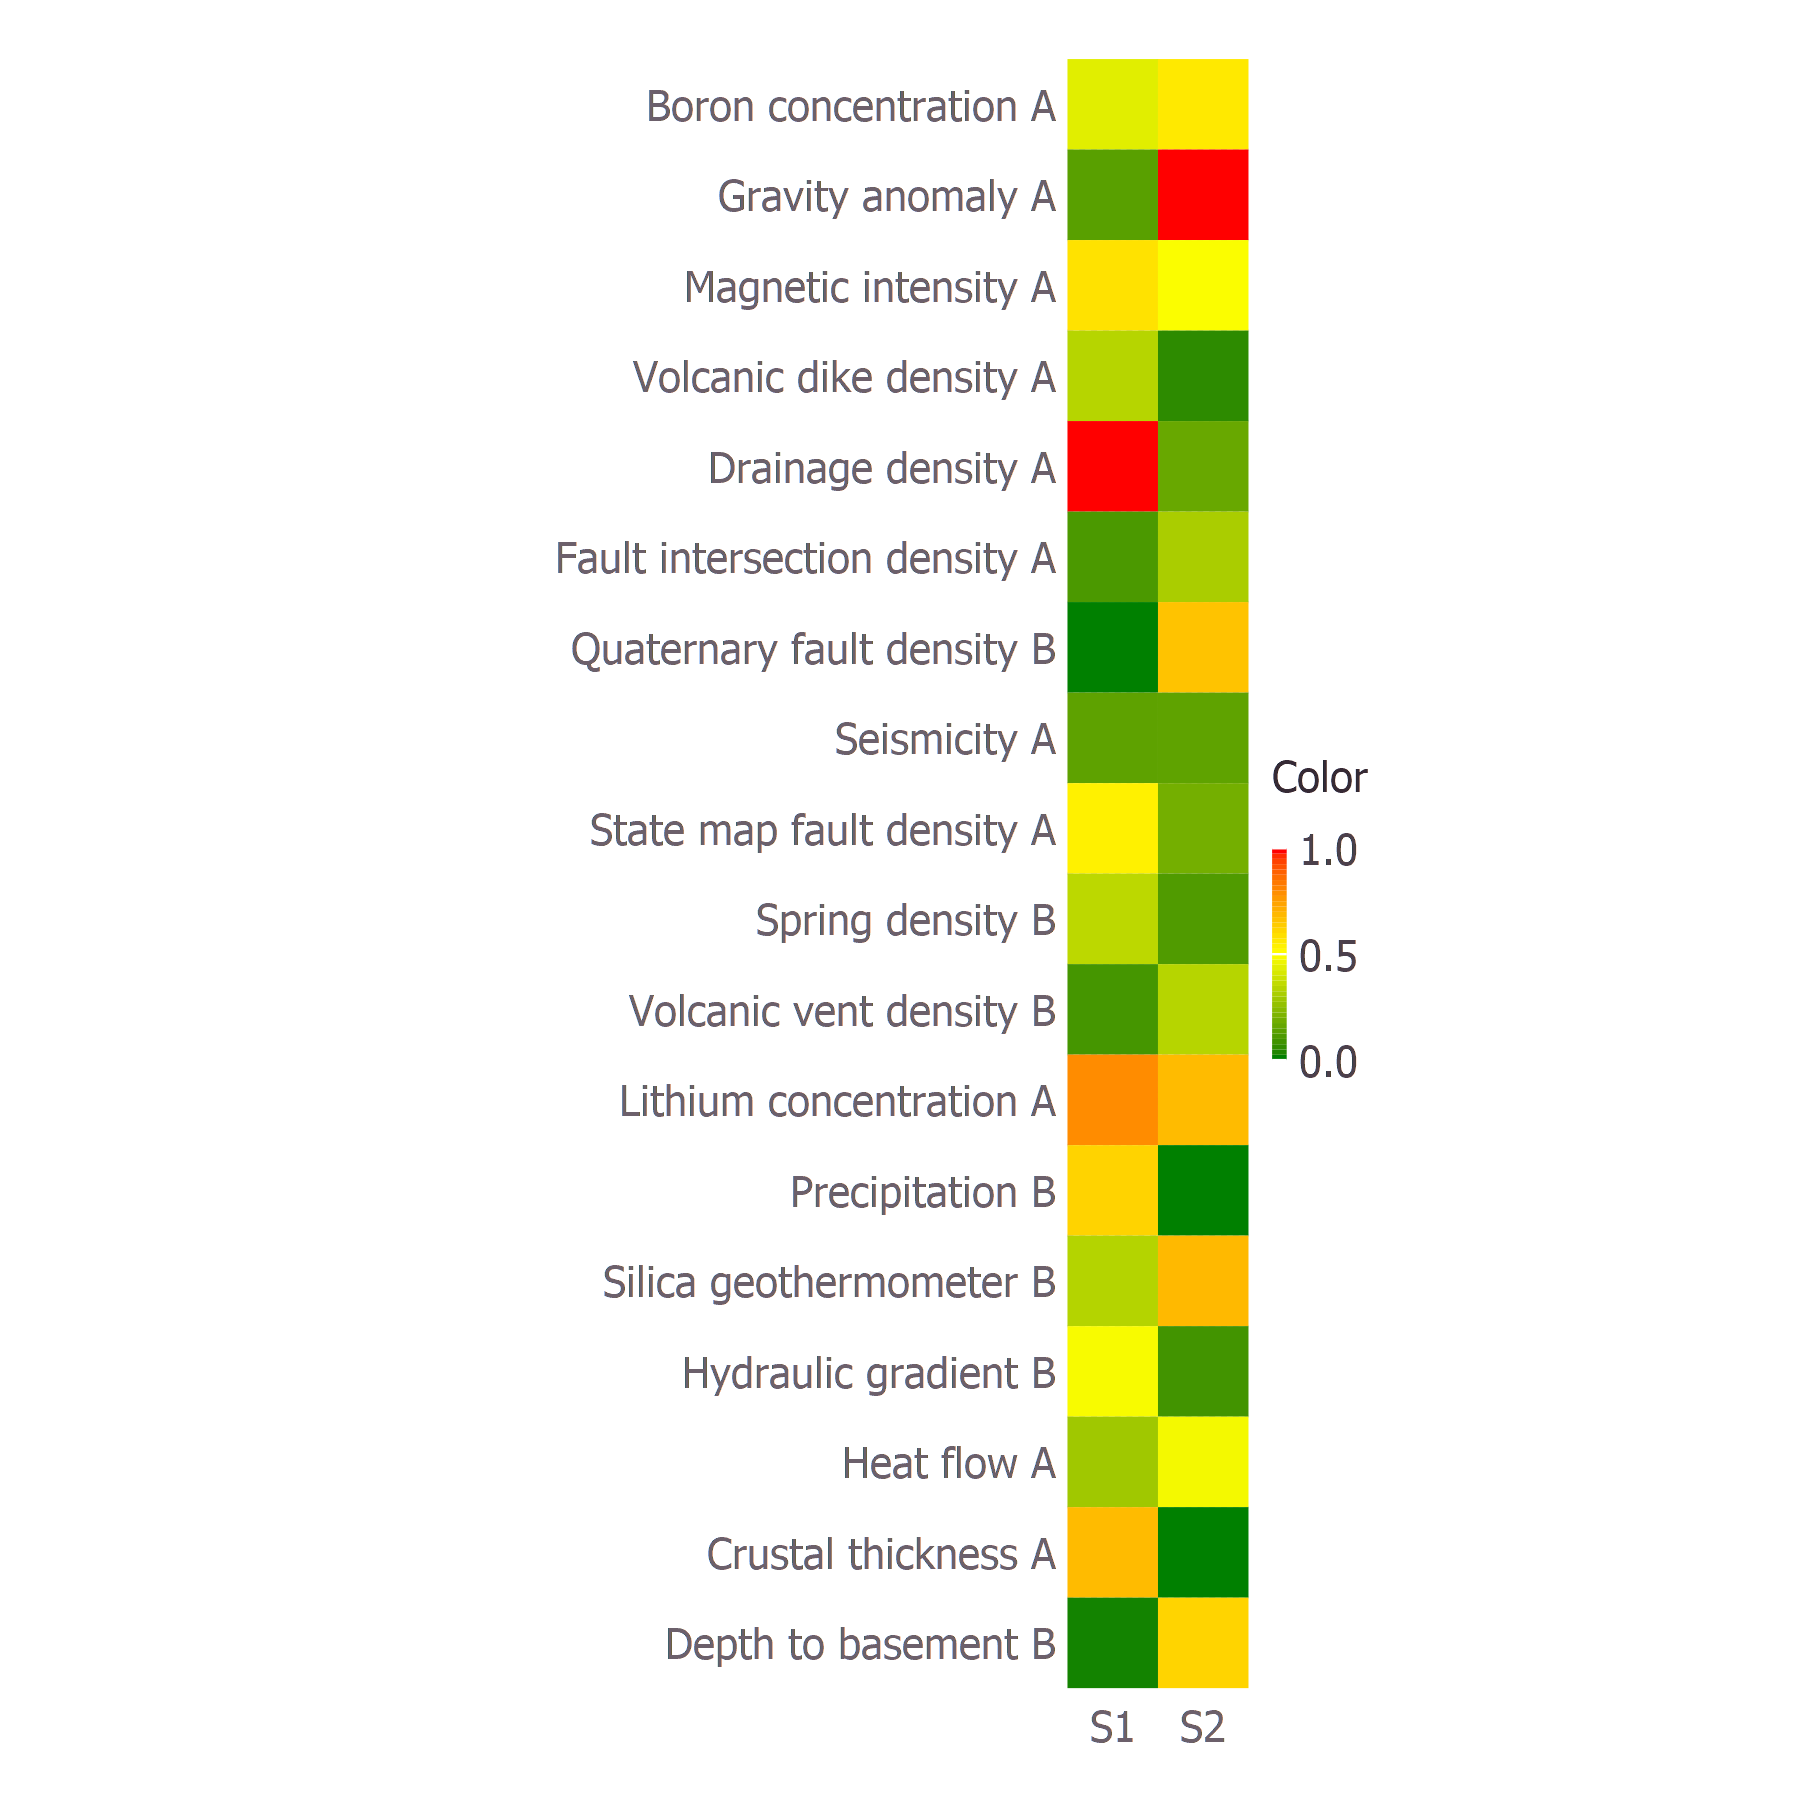 Boron concentration A
Gravity anomaly A
Magnetic intensity A
Volcanic dike density A
Drainage density A
Fault intersection density A
Quaternary fault density B
Seismicity A
State map fault density A
Spring density B
Volcanic vent density B
Lithium concentration A
Precipitation B
Silica geothermometer B
Hydraulic gradient B
Heat flow A
Crustal thickness A
Depth to basement B
S1 S2
Color
1.0
0.5
0.0